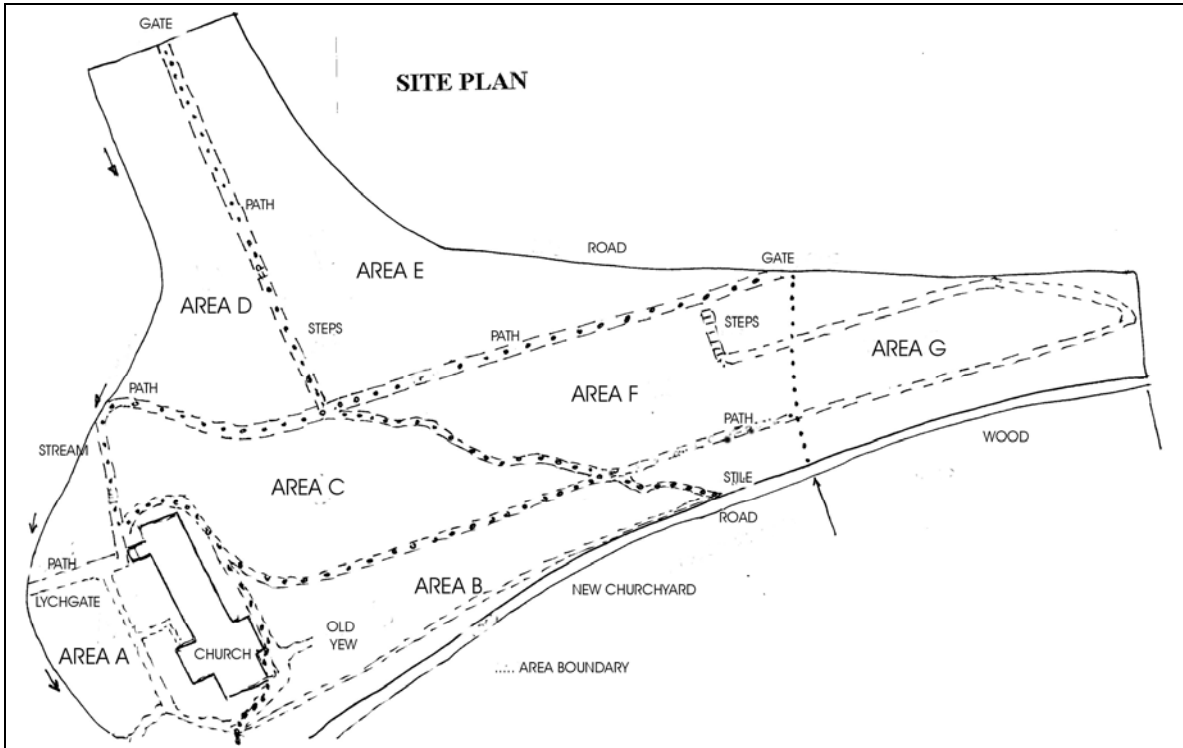 GATE
SITE PLAN
PATH
ROAD
GATE
AREA E
AREA D
STEPS
PATH
STEPS
AREA G
PATH
AREA F
PATH
WOOD
STREAM
STILE
AREA C
ROAD
PATH
AREA B
NEW CHURCHYARD
LYCHGATE
OLD
YEW
AREA A
CHURCH
..... AREA BOUNDARY